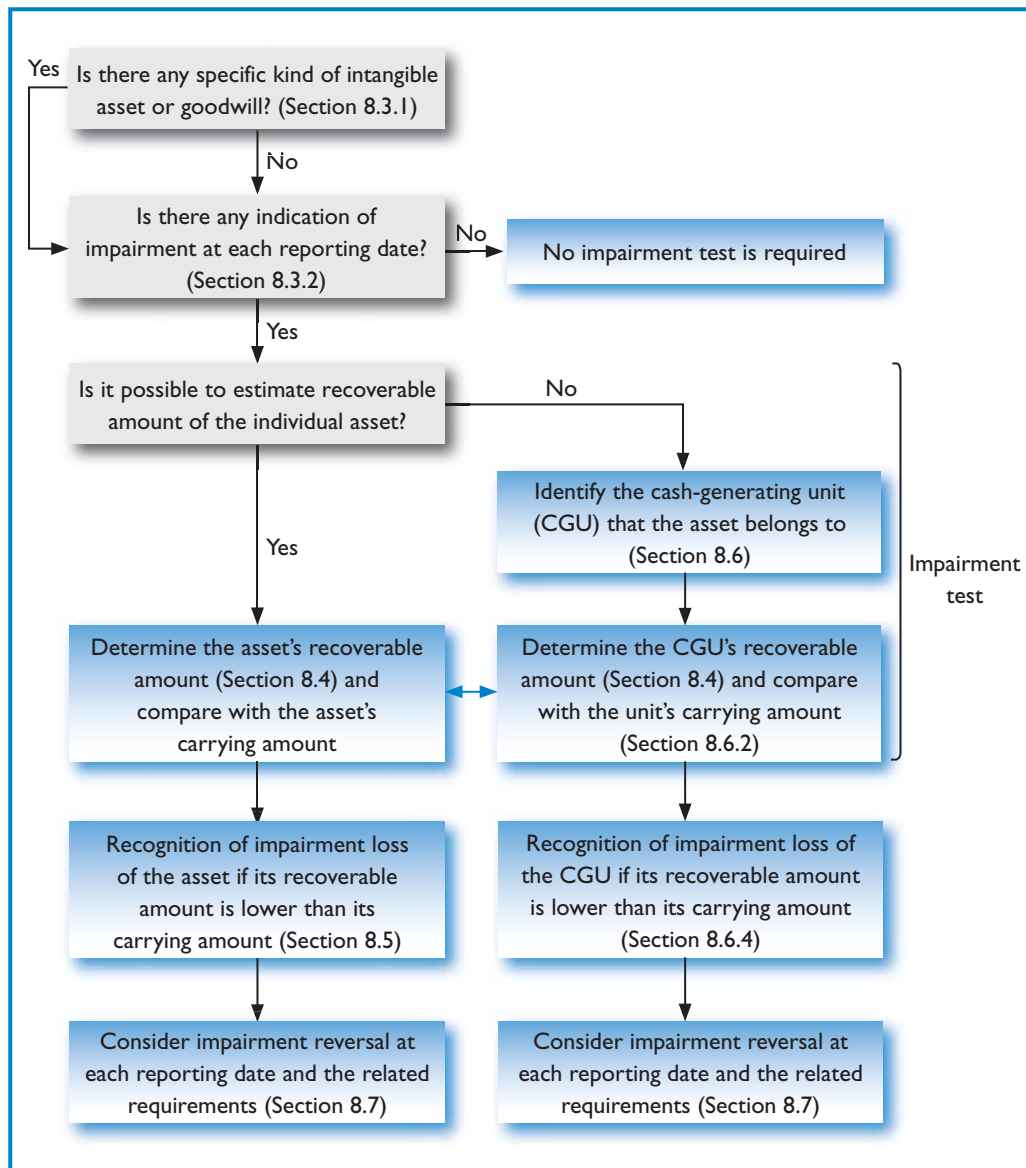 Yes
Is there any specific kind of intangible
asset or goodwill? (Section 8.3.1)
No
Is there any indication of
impairment at each reporting date?
(Section 8.3.2)
No
No impairment test is required
Yes
Is it possible to estimate recoverable
amount of the individual asset?
No
Identify the cash-generating unit
(CGU) that the asset belongs to
(Section 8.6)
Yes
Impairment
test
Determine the asset's recoverable
amount (Section 8.4) and
compare with the asset's
carrying amount
Determine the CGU's recoverable
amount (Section 8.4) and compare
with the unit's carrying amount
(Section 8.6.2)
Recognition of impairment loss
of the asset if its recoverable
amount is lower than its
carrying amount (Section 8.5)
Recognition of impairment loss of
the CGU if its recoverable amount
is lower than its carrying amount
(Section 8.6.4)
Consider impairment reversal at
each reporting date and the related
requirements (Section 8.7)
Consider impairment reversal at
each reporting date and the related
requirements (Section 8.7)